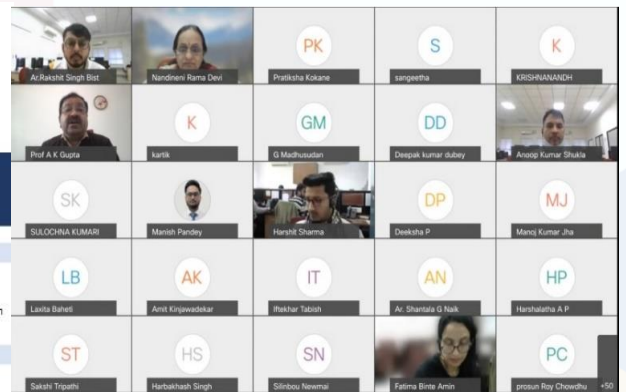 PK
S
K
Ar.Rakshit Singh Bist
Nandineni Rama Devi
Pratiksha Kokane
sangeetha
KRISHNANANDH
K
GM
DD
Prof A K Gupta
kartik
G Madhusudan
Deepak kumar dubey
Anoop Kumar Shukla
SK
DP
MJ
SULOCHNA KUMARI
Manish Pandey
Harshit Sharma
Deeksha P
Manoj Kumar Jha
LB
AK
IT
AN
HP
Laxita Baheti
Amit Kinjawadekar
Iftekhar Tabish
Ar. Shantala G Naik
Harshalatha A P
ST
HS
SN
PC
Sakshi Tripathi
Harbakhash Singh
Silinbou Newmai
Fatima Binte Amin
prosun Roy Chowdhu
+50